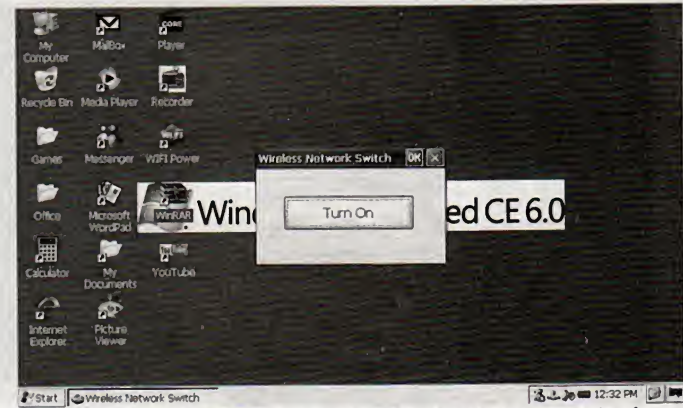 My Computer
MailBox
Player
Recycle Bin
Media Player
Recorder
Games
Messenger
WIFI Power
Office
Microsoft WordPad
WinRAR
Calculator
My Documents
YouTube
Internet Explorer
Picture Viewer
Wireless Network Switch OK
Turn On
Wind
ed CE 6.0
Start
Wireless Network Switch
12:32 PM